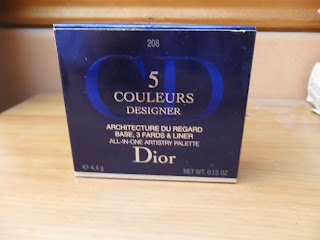 208
CD
5
COULEURS
DESIGNER
ARCHITECTURE DU REGARD
BASE, 3 FARDS & LINER
ALL-IN-ONE ARTISTRY PALETTE
Dior
℮ 4.4 g NET WT. 0.15 OZ